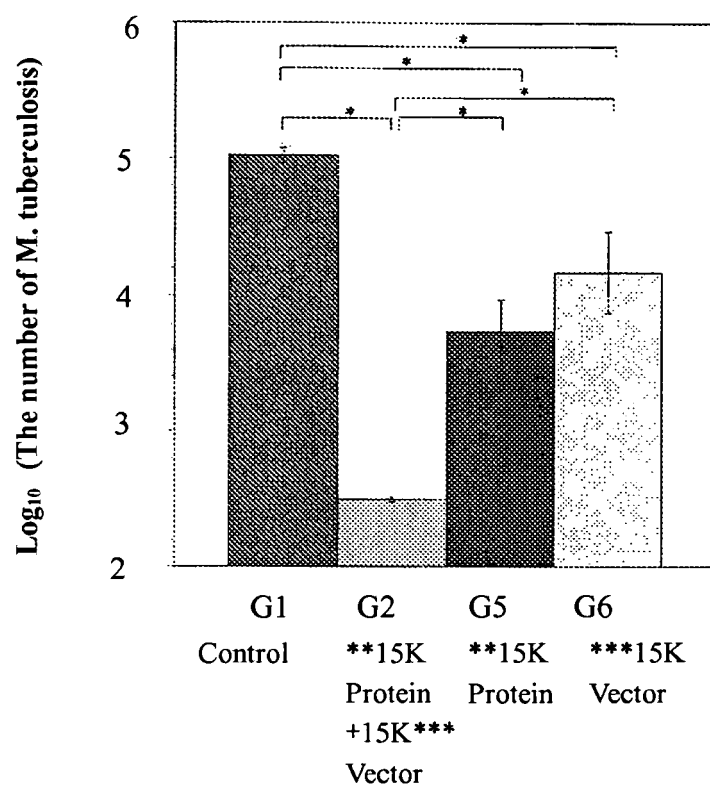 Log₁₀ (The number of M. tuberculosis)
6
5
4
3
2
*
*
*
*
*
G1 G2 G5 G6
Control **15K **15K ***15K
Protein Protein Vector
+15K***
Vector